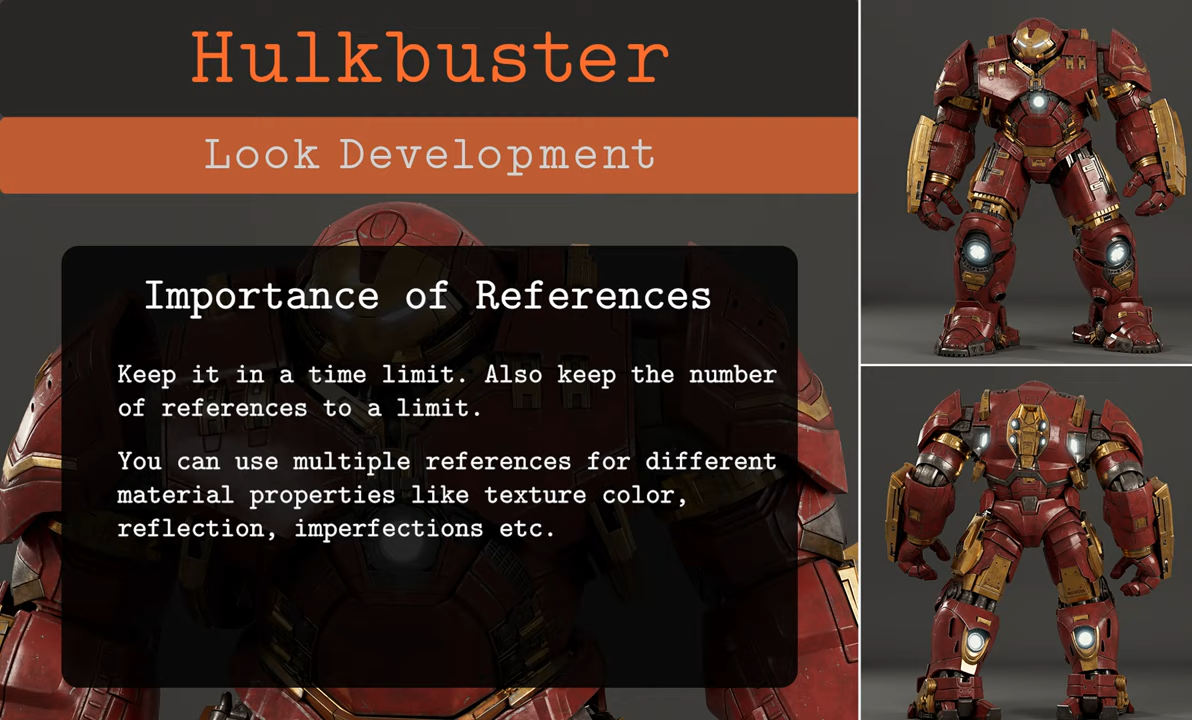 Hulkbuster
Look Development
Importance of References
Keep it in a time limit. Also keep the number
of references to a limit.
You can use multiple references for different
material properties like texture color,
reflection, imperfections etc.